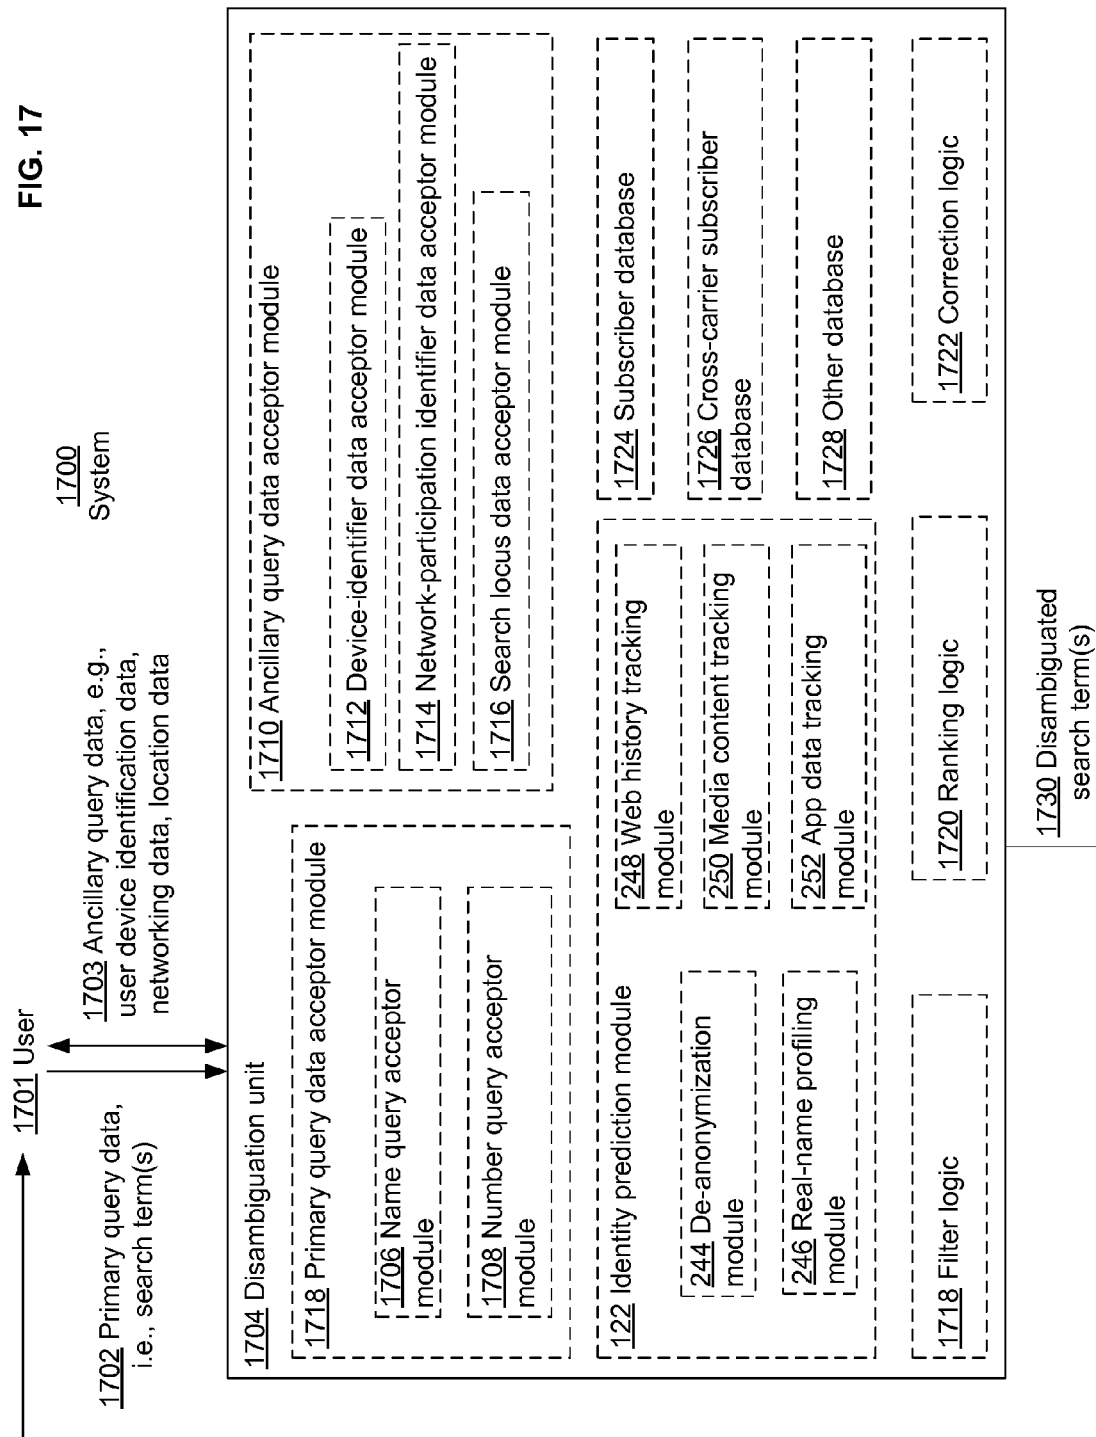 FIG. 17
1700
System
1701 User
1702 Primary query data,
i.e., search term(s)
1703 Ancillary query data, e.g.,
user device identification data,
networking data, location data
1704 Disambiguation unit
1718 Primary query data acceptor module
1706 Name query acceptor
module
1708 Number query acceptor
module
1710 Ancillary query data acceptor module
1712 Device-identifier data acceptor module
1714 Network-participation identifier data acceptor module
1716 Search locus data acceptor module
122 Identity prediction module
244 De-anonymization
module
246 Real-name profiling
module
248 Web history tracking
module
250 Media content tracking
module
252 App data tracking
module
1724 Subscriber database
1726 Cross-carrier subscriber
database
1728 Other database
1718 Filter logic
1720 Ranking logic
1722 Correction logic
1730 Disambiguated
search term(s)